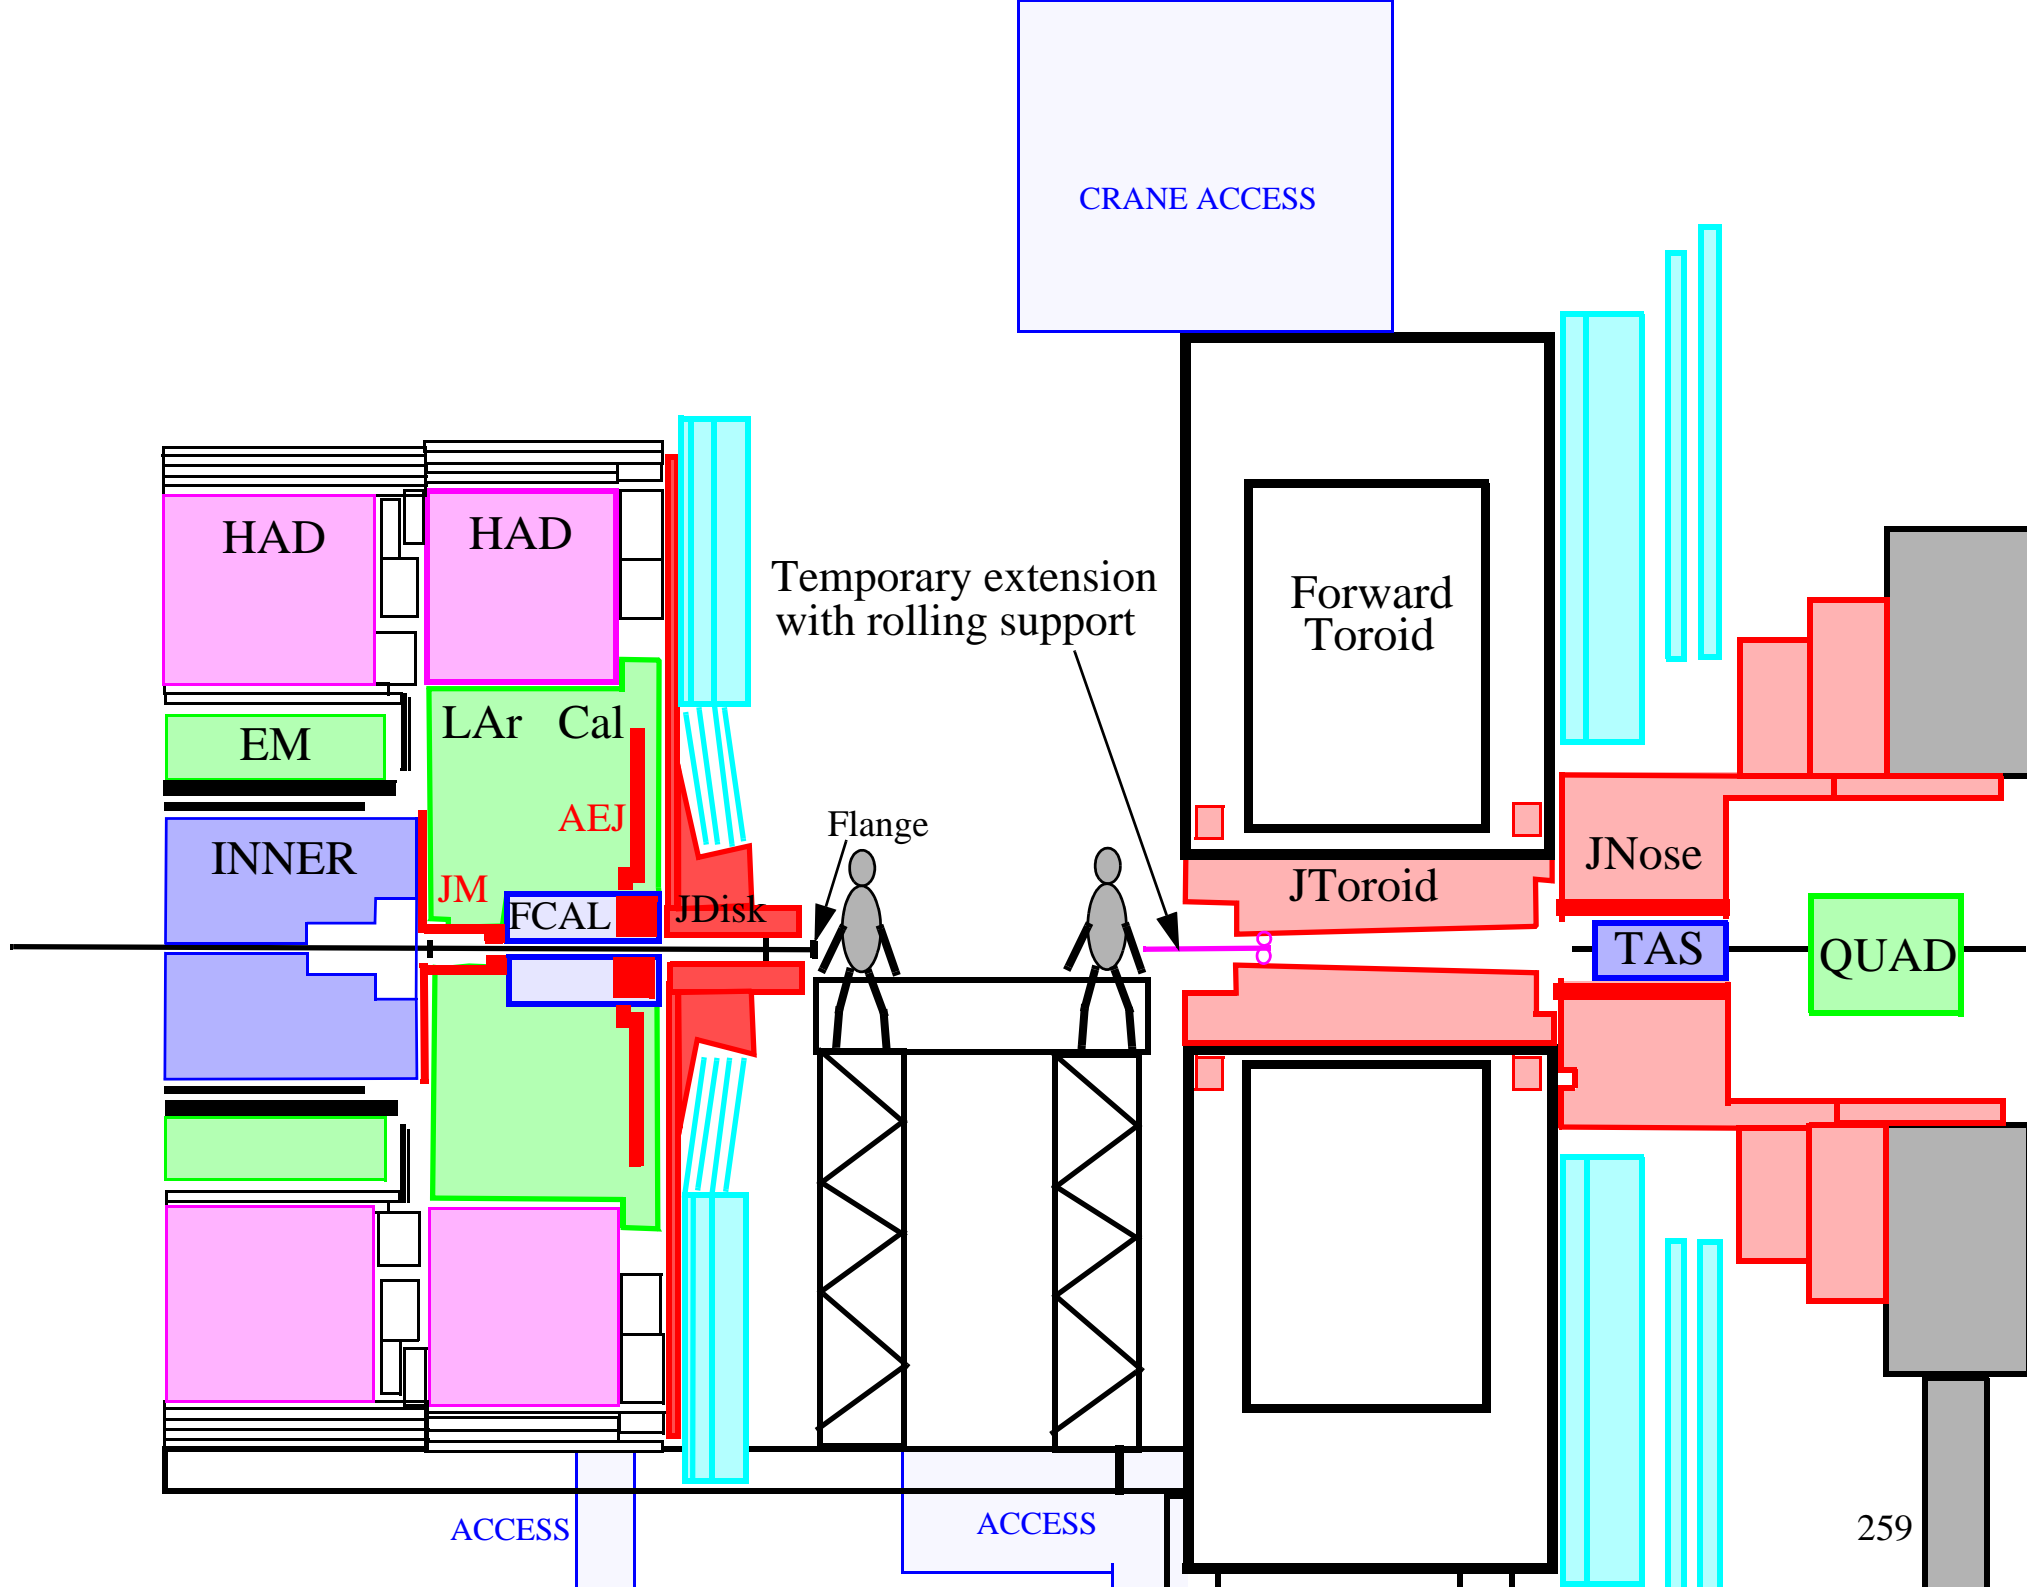 CRANE ACCESS
HAD
HAD
Temporary extension
with rolling support
Forward
Toroid
LAr Cal
EM
AEJ
Flange
INNER
JM
FCAL
JDisk
JToroid
JNose
TAS
QUAD
ACCESS
ACCESS
259